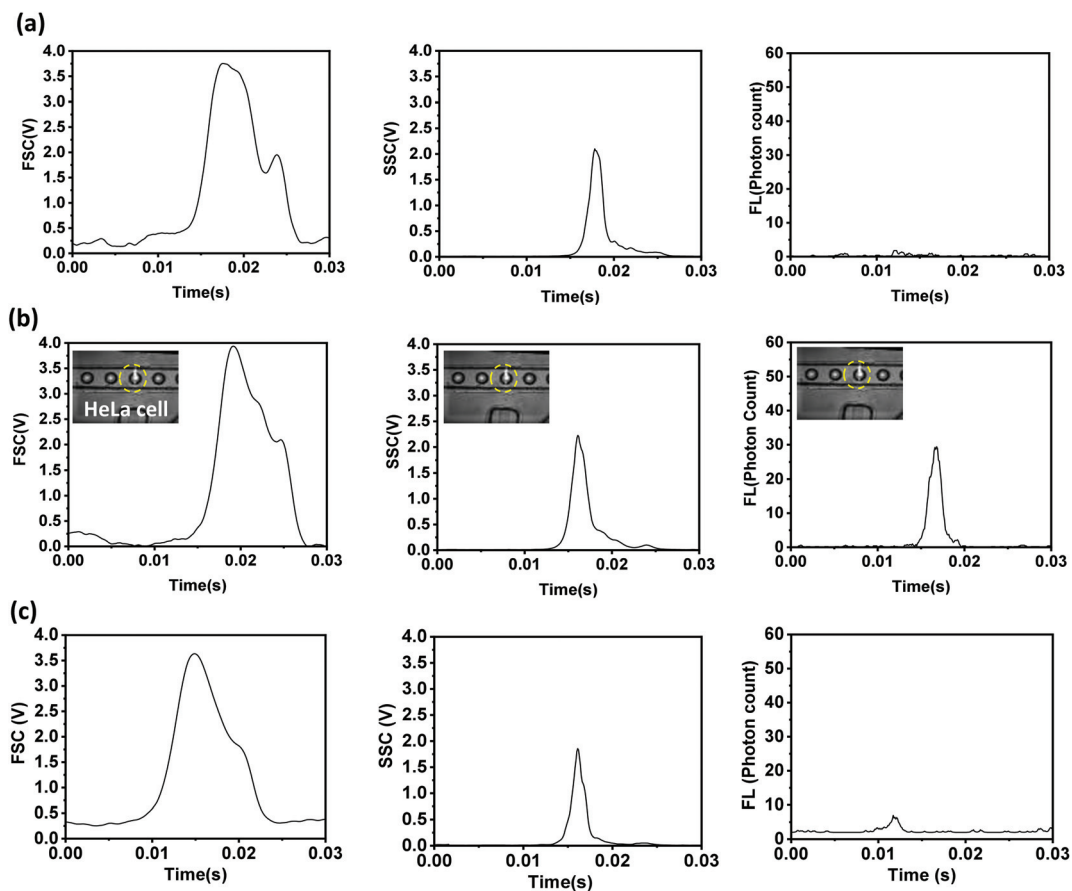 (a)
FSC(V)
4.0
3.5
3.0
2.5
2.0
1.5
1.0
0.5
0.0
0.00 0.01 0.02 0.03
Time(s)
SSC(V)
4.0
3.5
3.0
2.5
2.0
1.5
1.0
0.5
0.0
0.00 0.01 0.02 0.03
Time(s)
FL(Photon count)
60
50
40
30
20
10
0
0.00 0.01 0.02 0.03
Time(s)
(b)
FSC(V)
4.0
3.5
3.0
2.5
2.0
1.5
1.0
0.5
0.0
HeLa cell
0.00 0.01 0.02 0.03
Time(s)
SSC(V)
4.0
3.5
3.0
2.5
2.0
1.5
1.0
0.5
0.0
0.00 0.01 0.02 0.03
Time(s)
FL(Photon Count)
60
50
40
30
20
10
0
0.00 0.01 0.02 0.03
Time(s)
(c)
FSC (V)
4.0
3.5
3.0
2.5
2.0
1.5
1.0
0.5
0.0
0.00 0.01 0.02 0.03
Time(s)
SSC (V)
4.0
3.5
3.0
2.5
2.0
1.5
1.0
0.5
0.0
0.00 0.01 0.02 0.03
Time(s)
FL (Photon count)
60
50
40
30
20
10
0
0.00 0.01 0.02 0.03
Time (s)